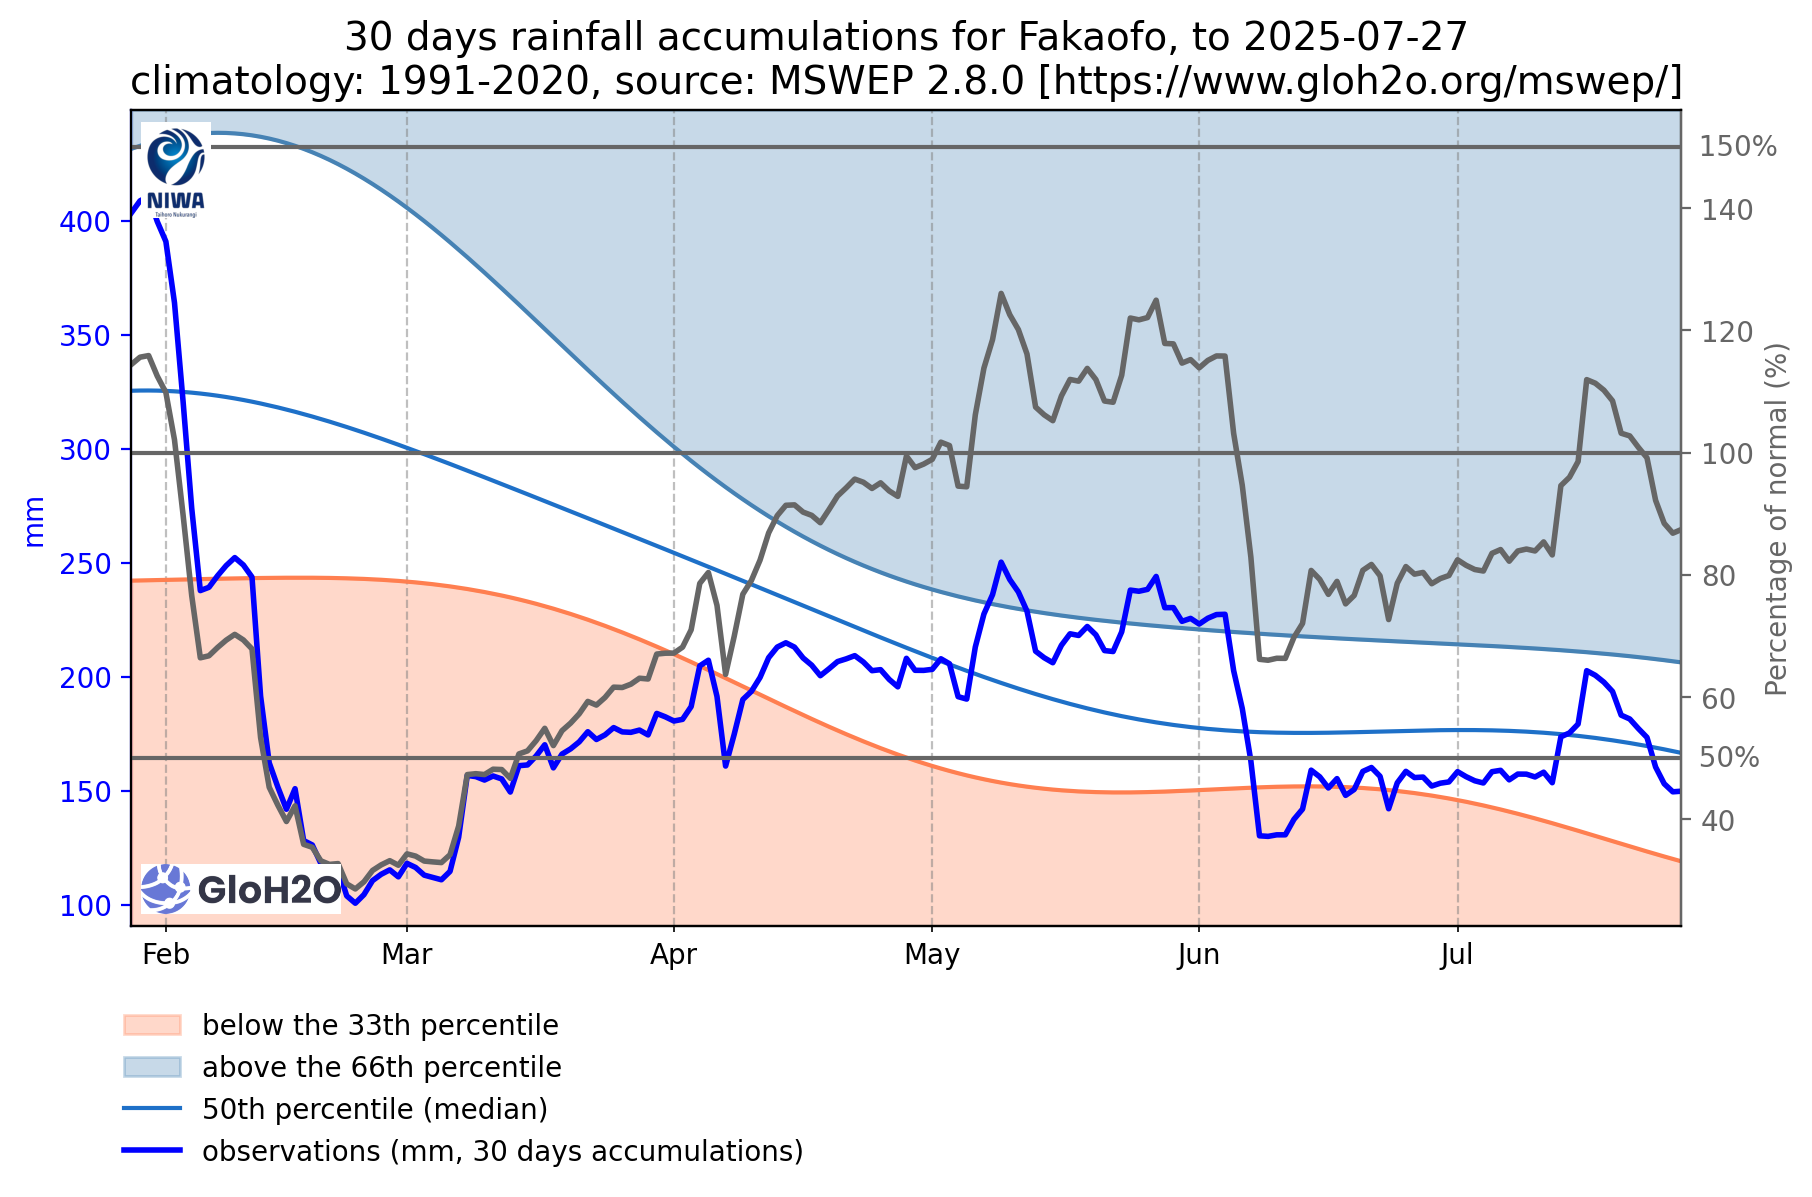 30 days rainfall accumulations for Fakaofo, to 2025-07-27
climatology: 1991-2020, source: MSWEP 2.8.0 [https://www.gloh2o.org/mswep/]
NIWA
Taihoro Nukurangi
mm
400
350
300
250
200
150
100
150%
140
120
100
80
60
50%
40
Percentage of normal (%)
GloH2O
Feb
Mar
Apr
May
Jun
Jul
below the 33th percentile
above the 66th percentile
50th percentile (median)
observations (mm, 30 days accumulations)